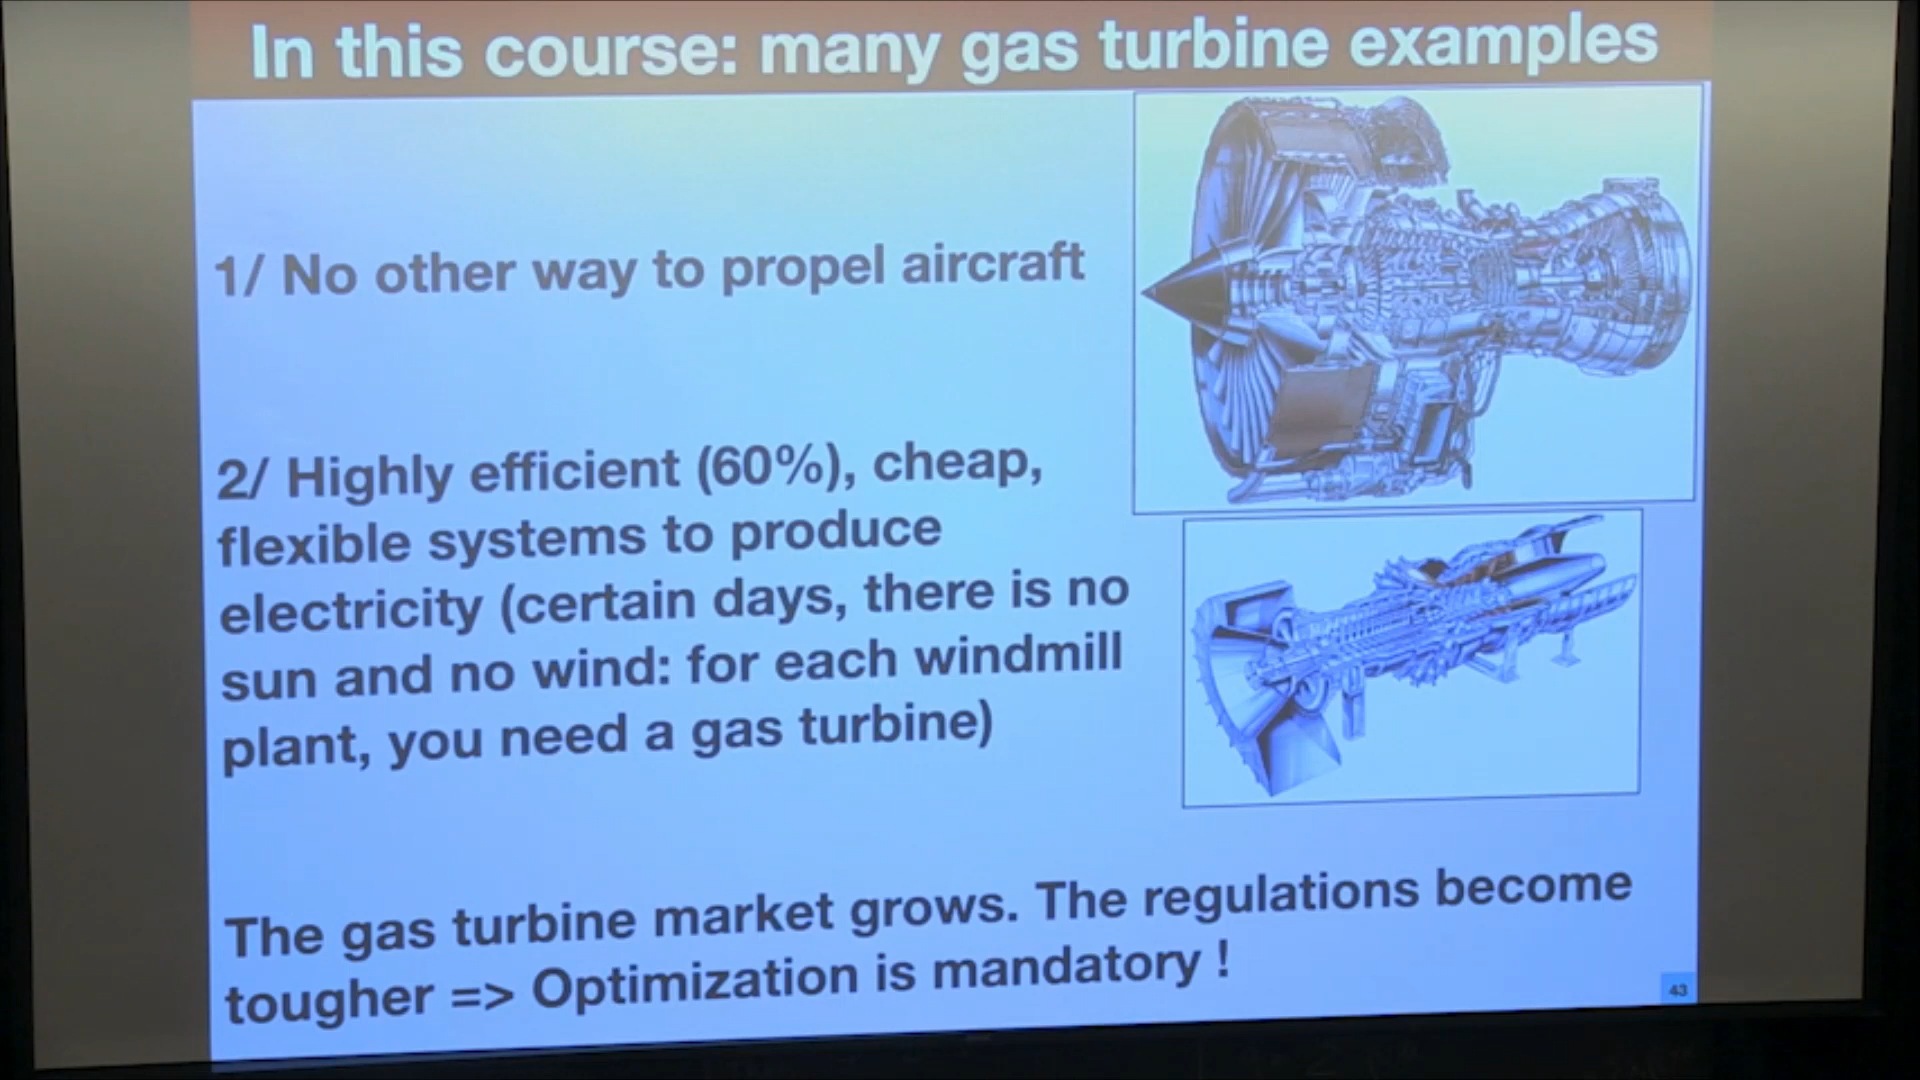 In this course: many gas turbine examples
1/ No other way to propel aircraft
2/ Highly efficient (60%), cheap,
flexible systems to produce
electricity (certain days, there is no
sun and no wind: for each windmill
plant, you need a gas turbine)
The gas turbine market grows. The regulations become
tougher => Optimization is mandatory !
43